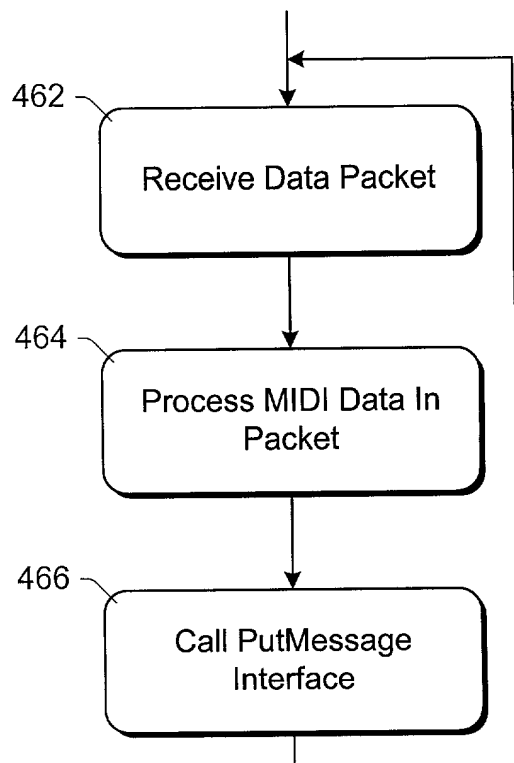 462
Receive Data Packet
464
Process MIDI Data In
Packet
466
Call PutMessage
Interface